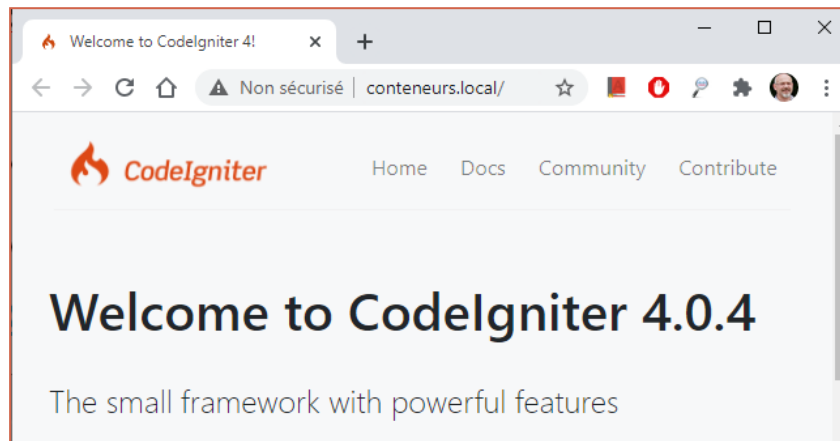 Welcome to CodeIgniter 4!
Non sécurisé | conteneurs.local/
CodeIgniter Home Docs Community Contribute
Welcome to CodeIgniter 4.0.4
The small framework with powerful features